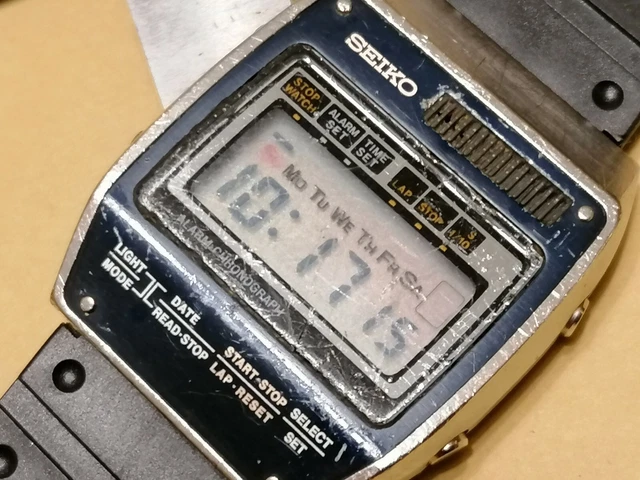 SEIKO
STOP WATCH
ALARM SET
TIME SET
LAP
STOP
S 1/10
Mo Tu We Th Fr Sa
10:17 15
ALARM CHRONOGRAPH
LIGHT
MODE
DATE
READ·STOP
START·STOP
LAP·RESET
SELECT
SET